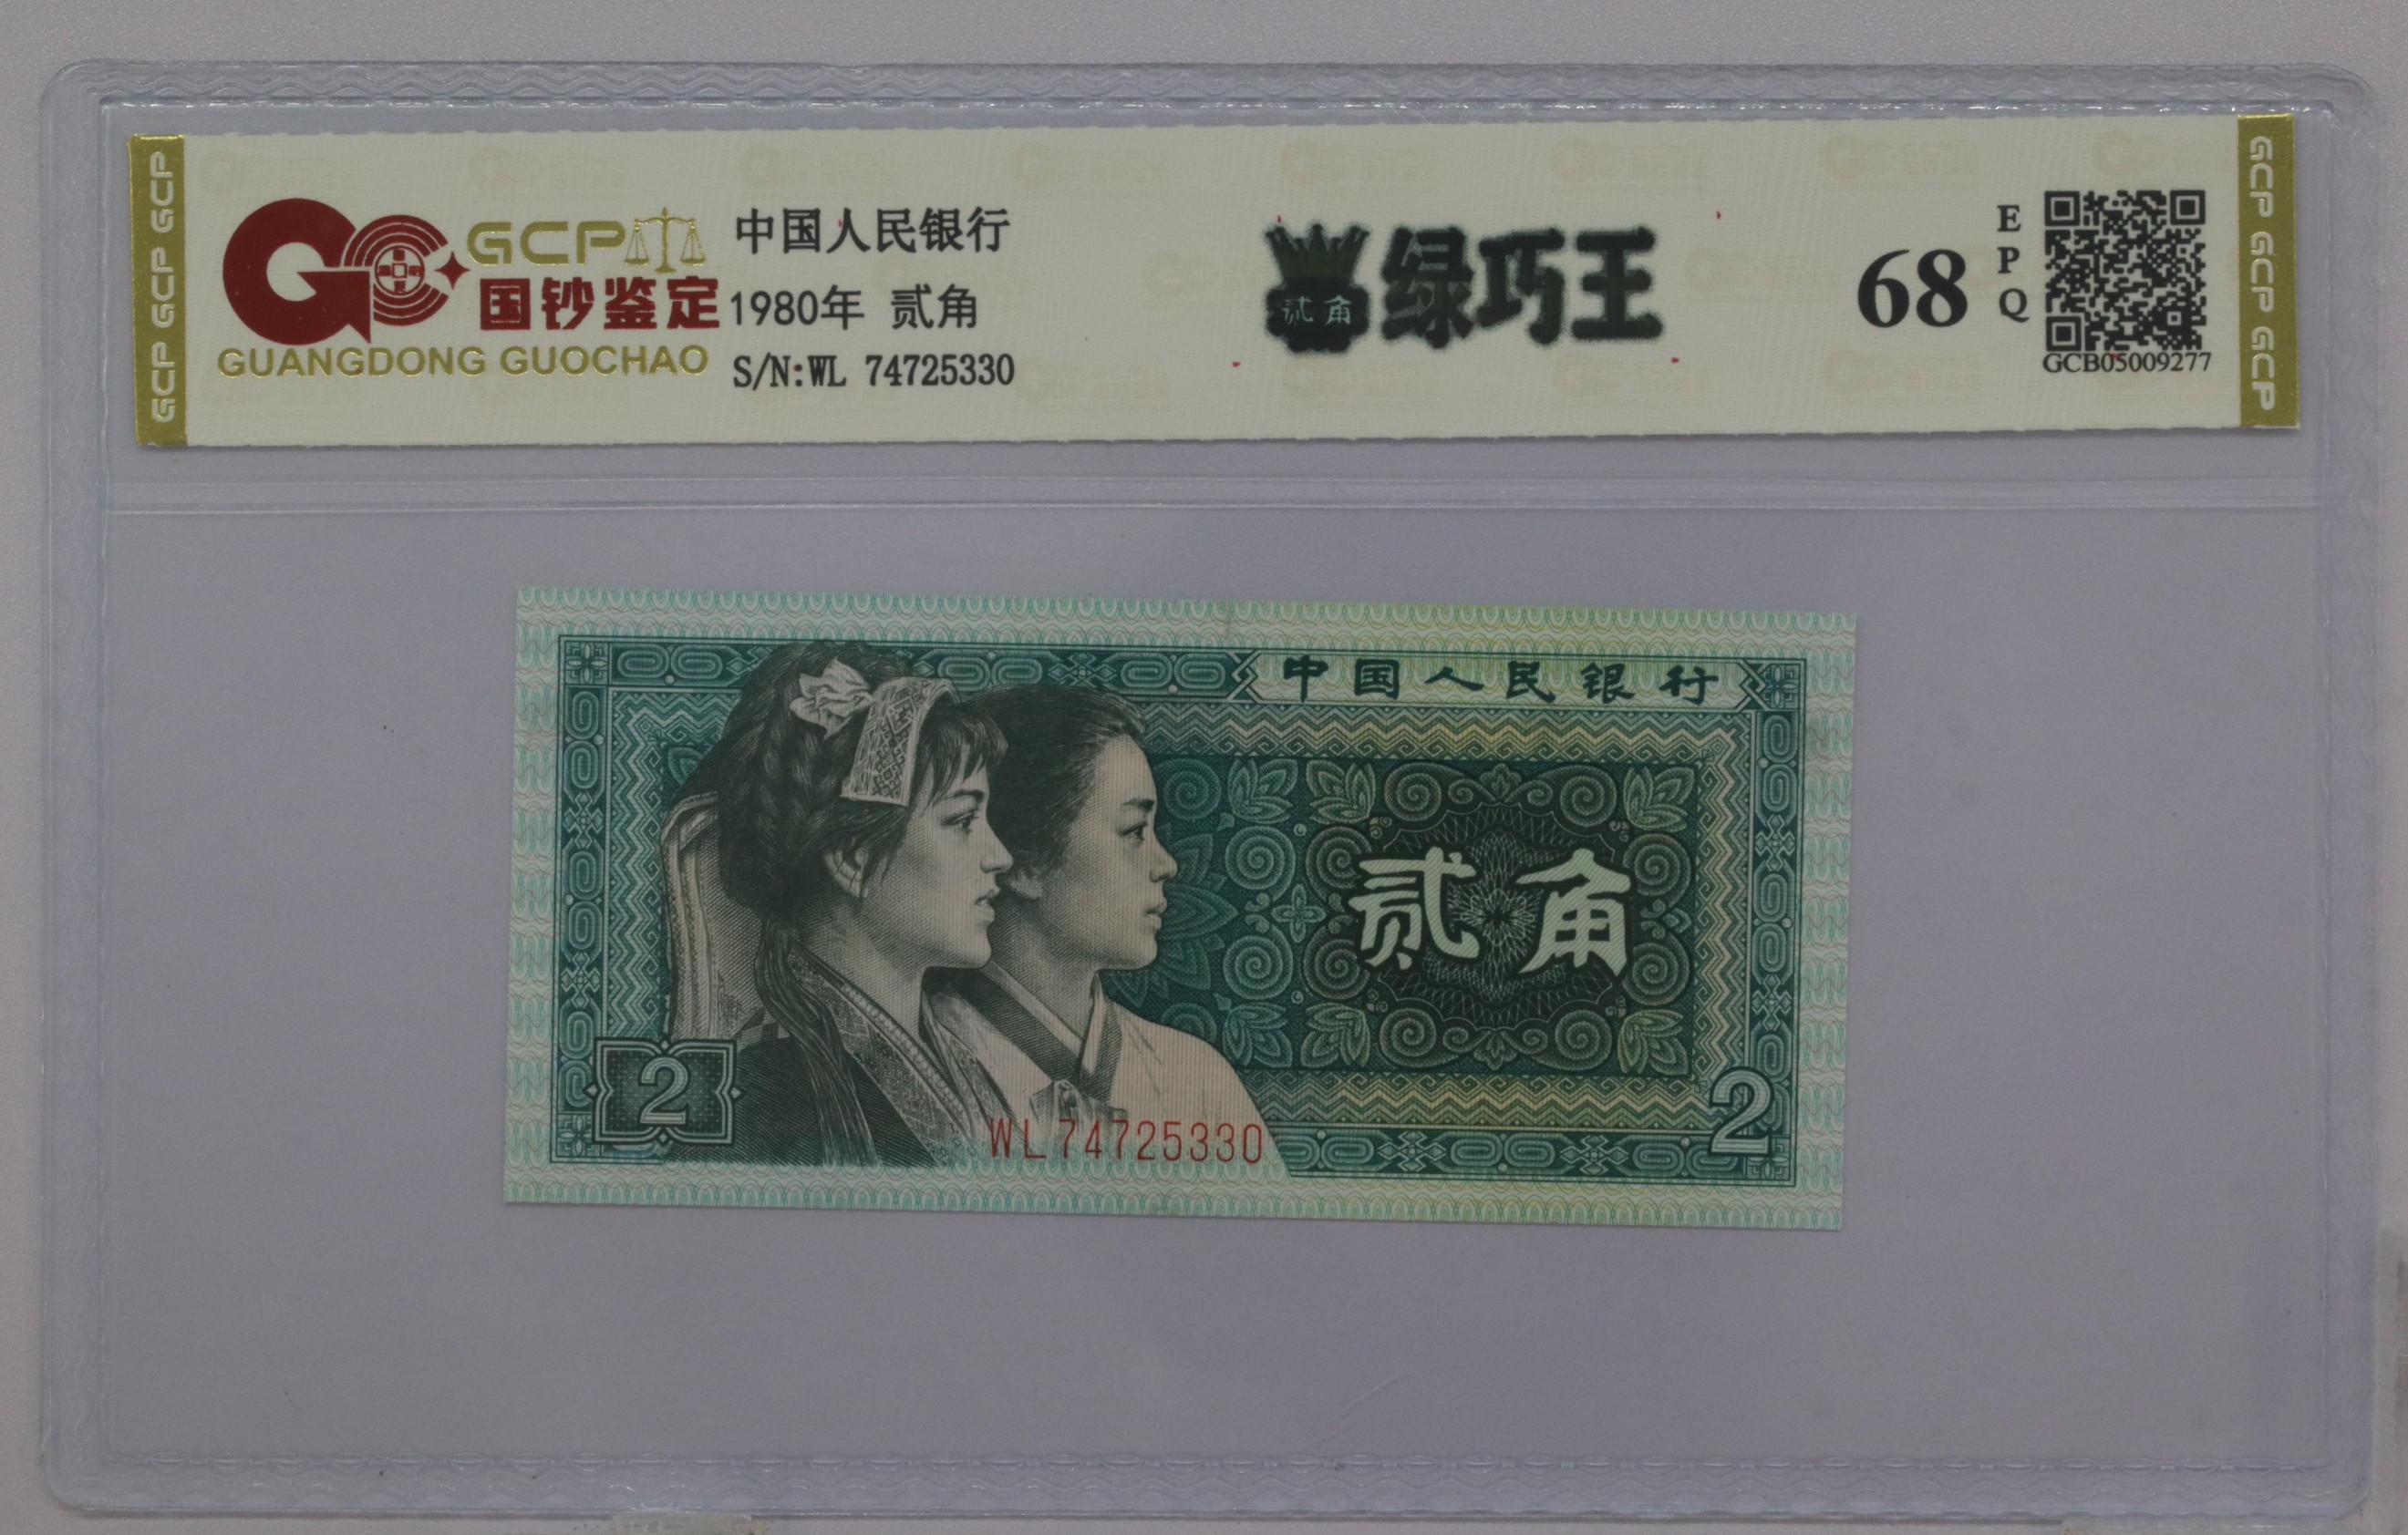 GCP GCP GCP
GCP
国钞鉴定
GUANGDONG GUOCHAO
中国人民银行
1980年 贰角
S/N:WL 74725330
贰角
绿巧王
68
EPQ
GCB05009277
GCP GCP GCP
中国人民银行
贰角
2
WL74725330
2